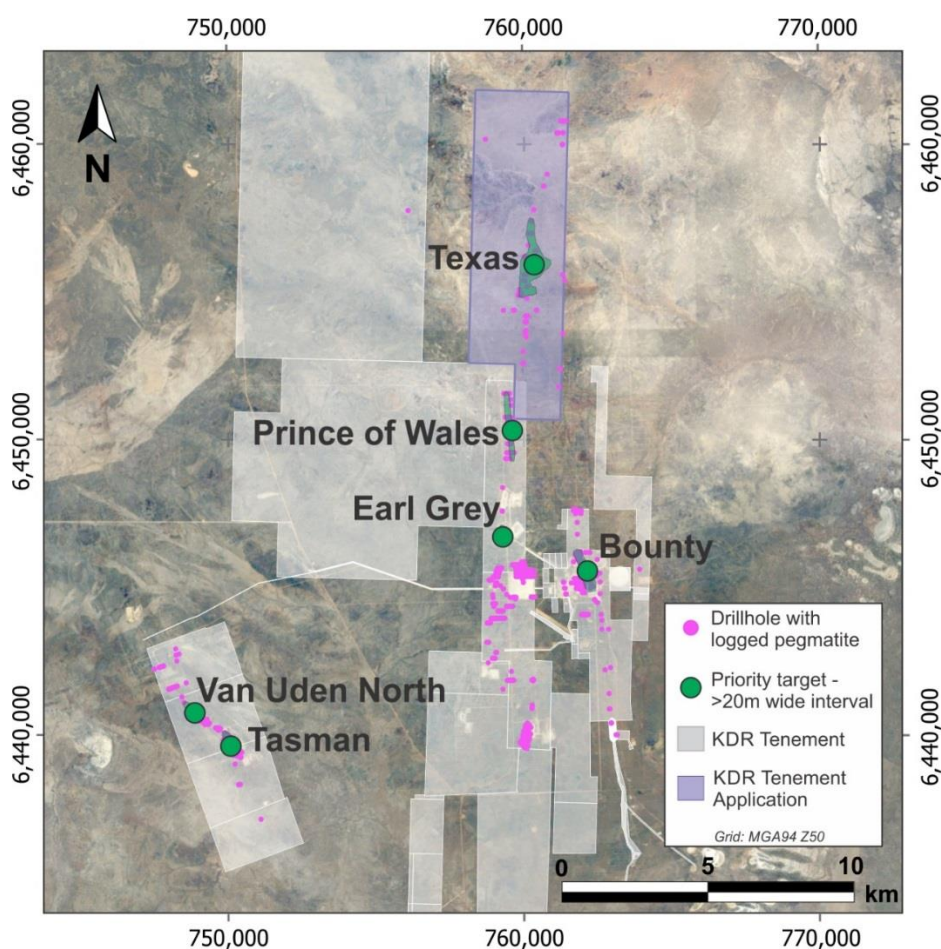 750,000 760,000 770,000
6,460,000
6,460,000
N
Texas
6,450,000
6,450,000
Prince of Wales
Earl Grey
Bounty
Drillhole with
logged pegmatite
Priority target -
>20m wide interval
KDR Tenement
KDR Tenement
Application
Grid: MGA94 Z50
Van Uden North
Tasman
6,440,000
6,440,000
0 5 10
km
750,000 760,000 770,000